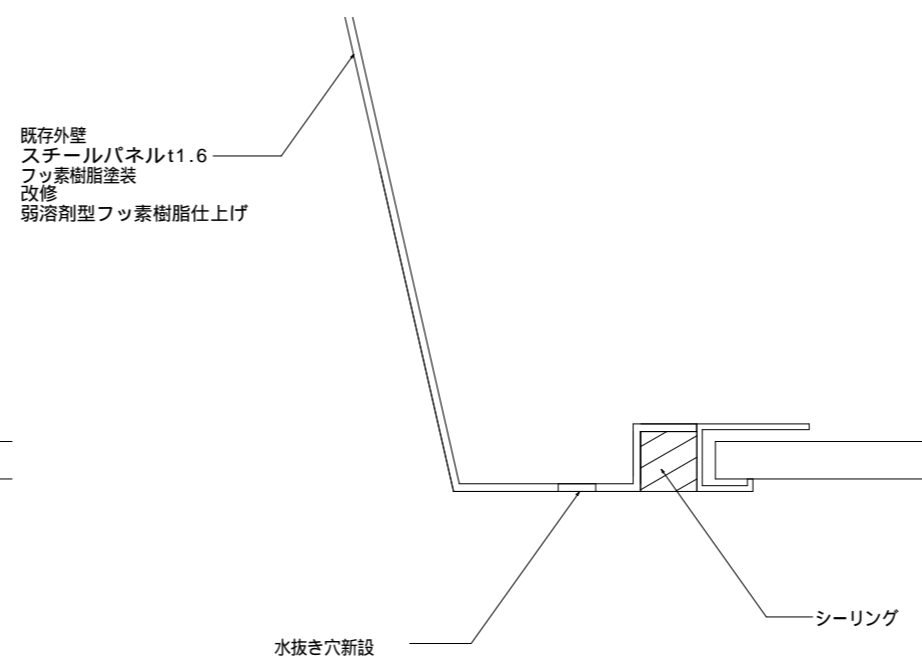 既存外壁
スチールパネルt1.6
フッ素樹脂塗装
改修
弱溶剤型フッ素樹脂仕上げ
シーリング
水抜き穴新設